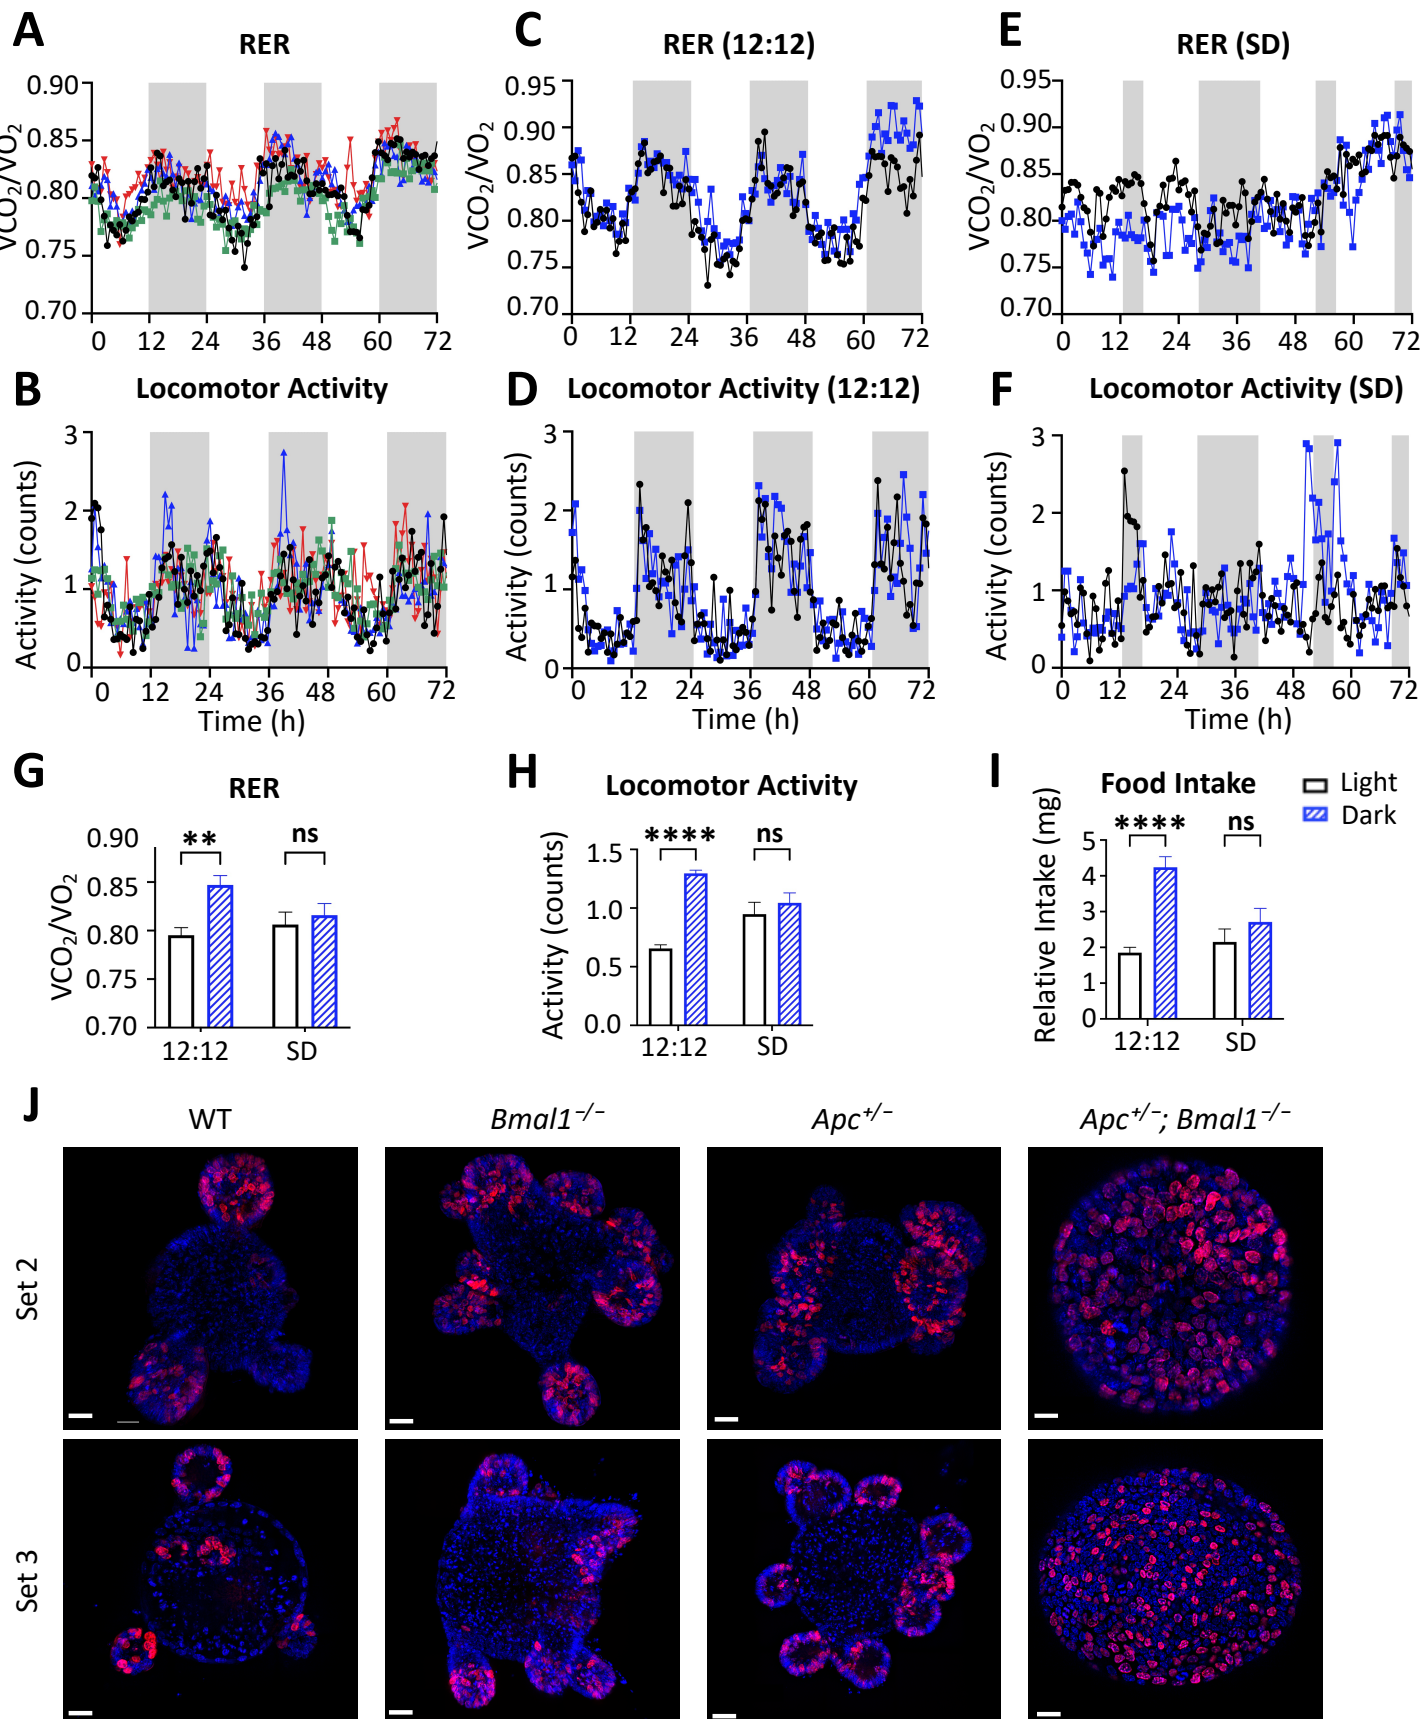 A
RER
VCO2/VO2
0.90
0.85
0.80
0.75
0.70
0 12 24 36 48 60 72
C
RER (12:12)
VCO2/VO2
0.95
0.90
0.85
0.80
0.75
0.70
0 12 24 36 48 60 72
E
RER (SD)
VCO2/VO2
0.95
0.90
0.85
0.80
0.75
0.70
0 12 24 36 48 60 72
B
Locomotor Activity
Activity (counts)
3
2
1
0
0 12 24 36 48 60 72
Time (h)
D
Locomotor Activity (12:12)
Activity (counts)
3
2
1
0
0 12 24 36 48 60 72
Time (h)
F
Locomotor Activity (SD)
Activity (counts)
3
2
1
0
0 12 24 36 48 60 72
Time (h)
G
RER
VCO2/VO2
0.90
0.85
0.80
0.75
0.70
** ns
12:12 SD
H
Locomotor Activity
Activity (counts)
1.5
1.0
0.5
0.0
**** ns
12:12 SD
I
Food Intake
Relative Intake (mg)
5
4
3
2
1
0
**** ns
12:12 SD
Light
Dark
J
WT Bmal1−/− Apc+/− Apc+/−; Bmal1−/−
Set 2
Set 3